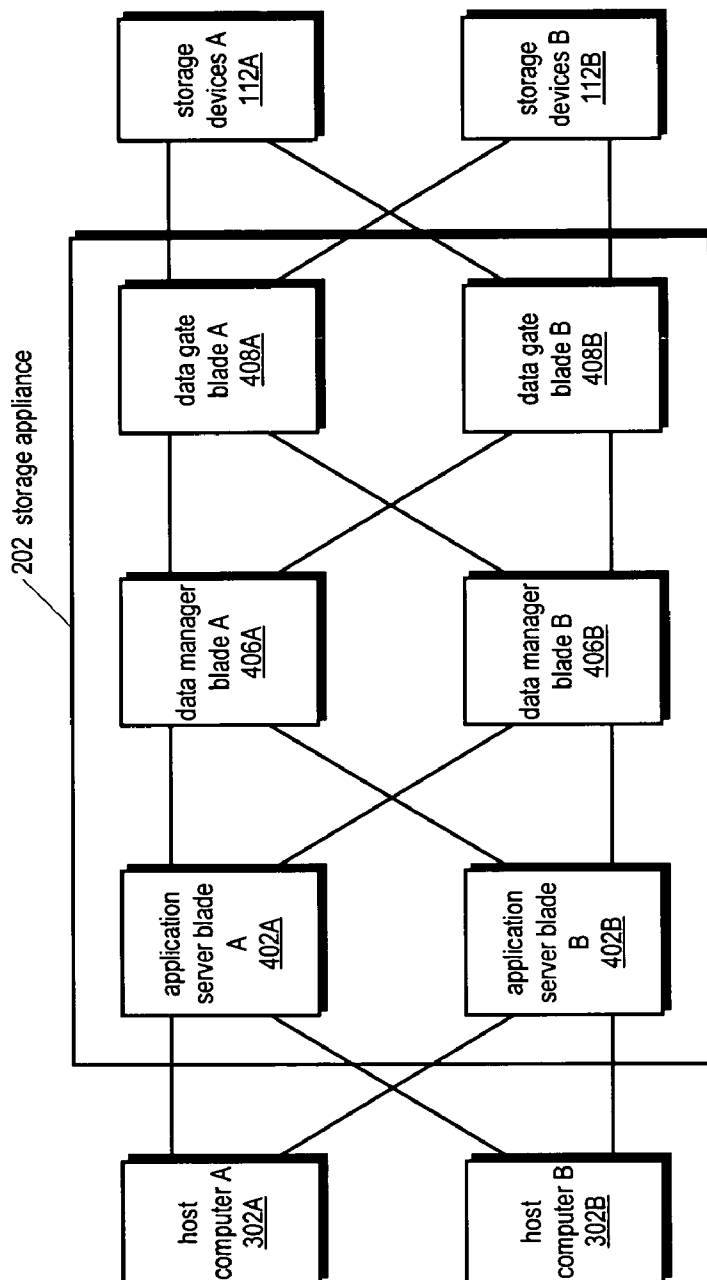 202 storage appliance
host
computer A
302A
application
server blade
A
402A
data manager
blade A
406A
data gate
blade A
408A
storage
devices A
112A
host
computer B
302B
application
server blade
B
402B
data manager
blade B
406B
data gate
blade B
408B
storage
devices B
112B